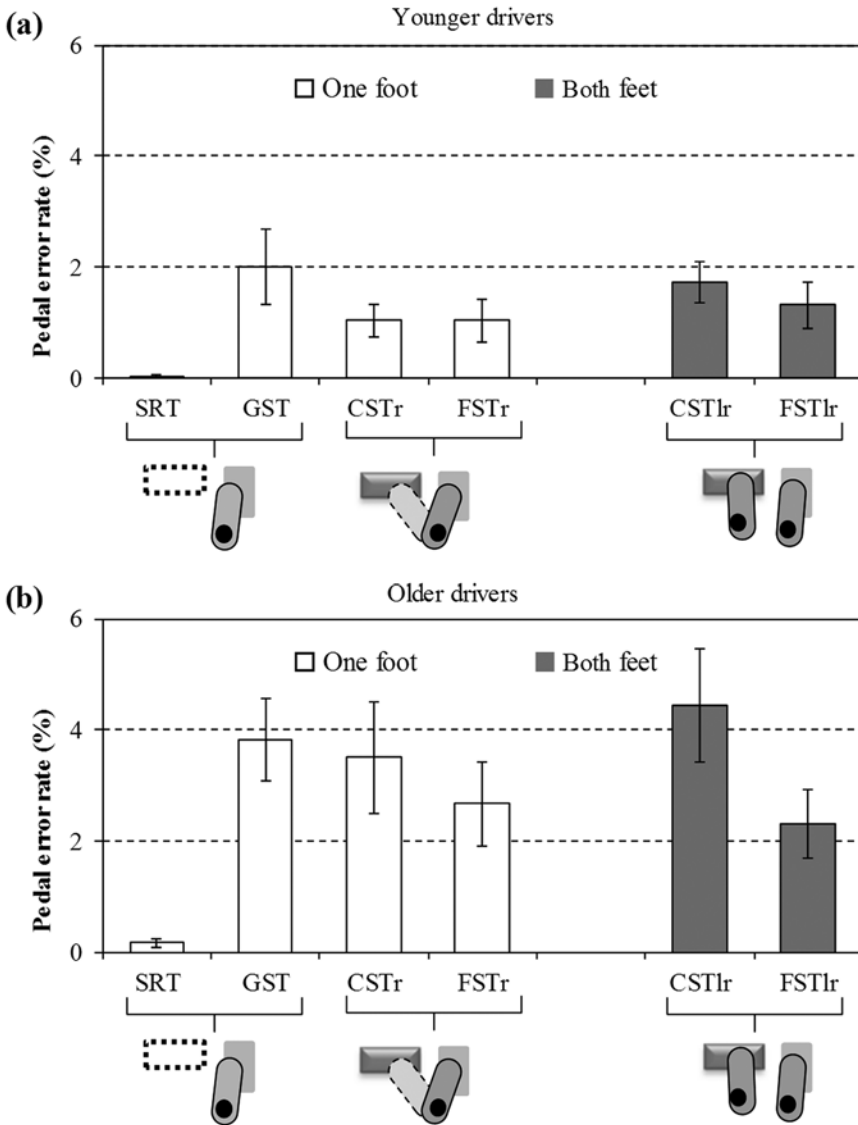 (a)
Younger drivers
6
One foot
Both feet
4
Pedal error rate (%)
2
0
SRT GST CSTr FSTr CSTlr FSTlr
(b)
Older drivers
6
One foot
Both feet
4
Pedal error rate (%)
2
0
SRT GST CSTr FSTr CSTlr FSTlr